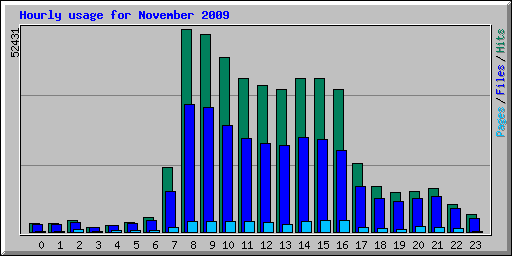 Hourly usage for November 2009
52431
Pages / Files / Hits
0 1 2 3 4 5 6 7 8 9 10 11 12 13 14 15 16 17 18 19 20 21 22 23